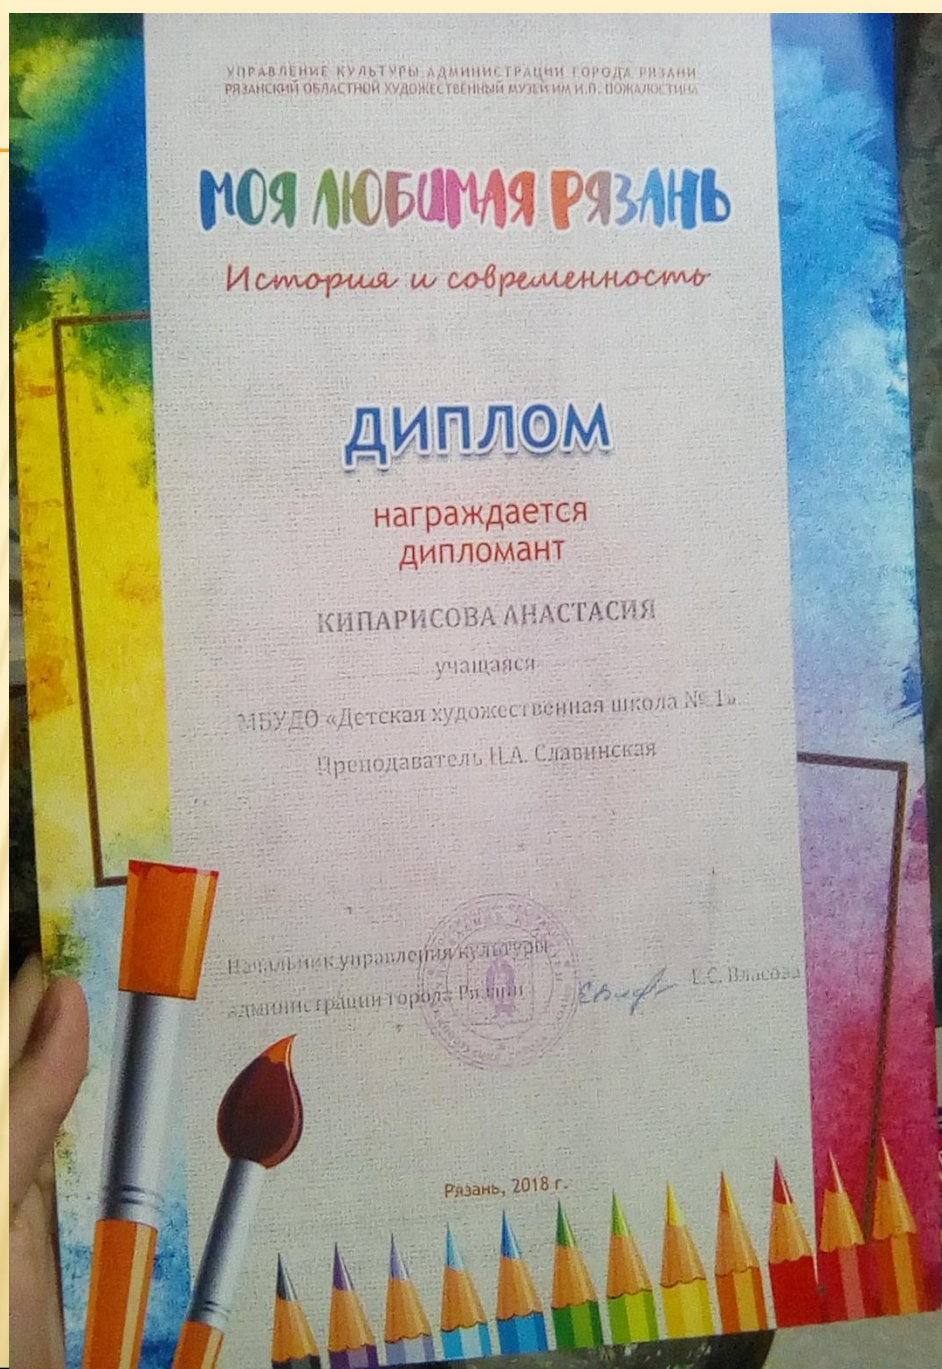 УПРАВЛЕНИЕ КУЛЬТУРЫ АДМИНИСТРАЦИИ ГОРОДА РЯЗАНИ
РЯЗАНСКИЙ ОБЛАСТНОЙ ХУДОЖЕСТВЕННЫЙ МУЗЕЙ ИМ И.П. ПОЖАЛОСТИНА
МОЯ ЛЮБИМАЯ РЯЗАНЬ
История и современность
ДИПЛОМ
награждается
дипломант
КИПАРИСОВА АНАСТАСИЯ
учащаяся
МБУДО «Детская художественная школа № 1»
Преподаватель Н.А. Славинская
Начальник управления культуры
администрации города Рязани
Е.С. Власова
Рязань, 2018 г.